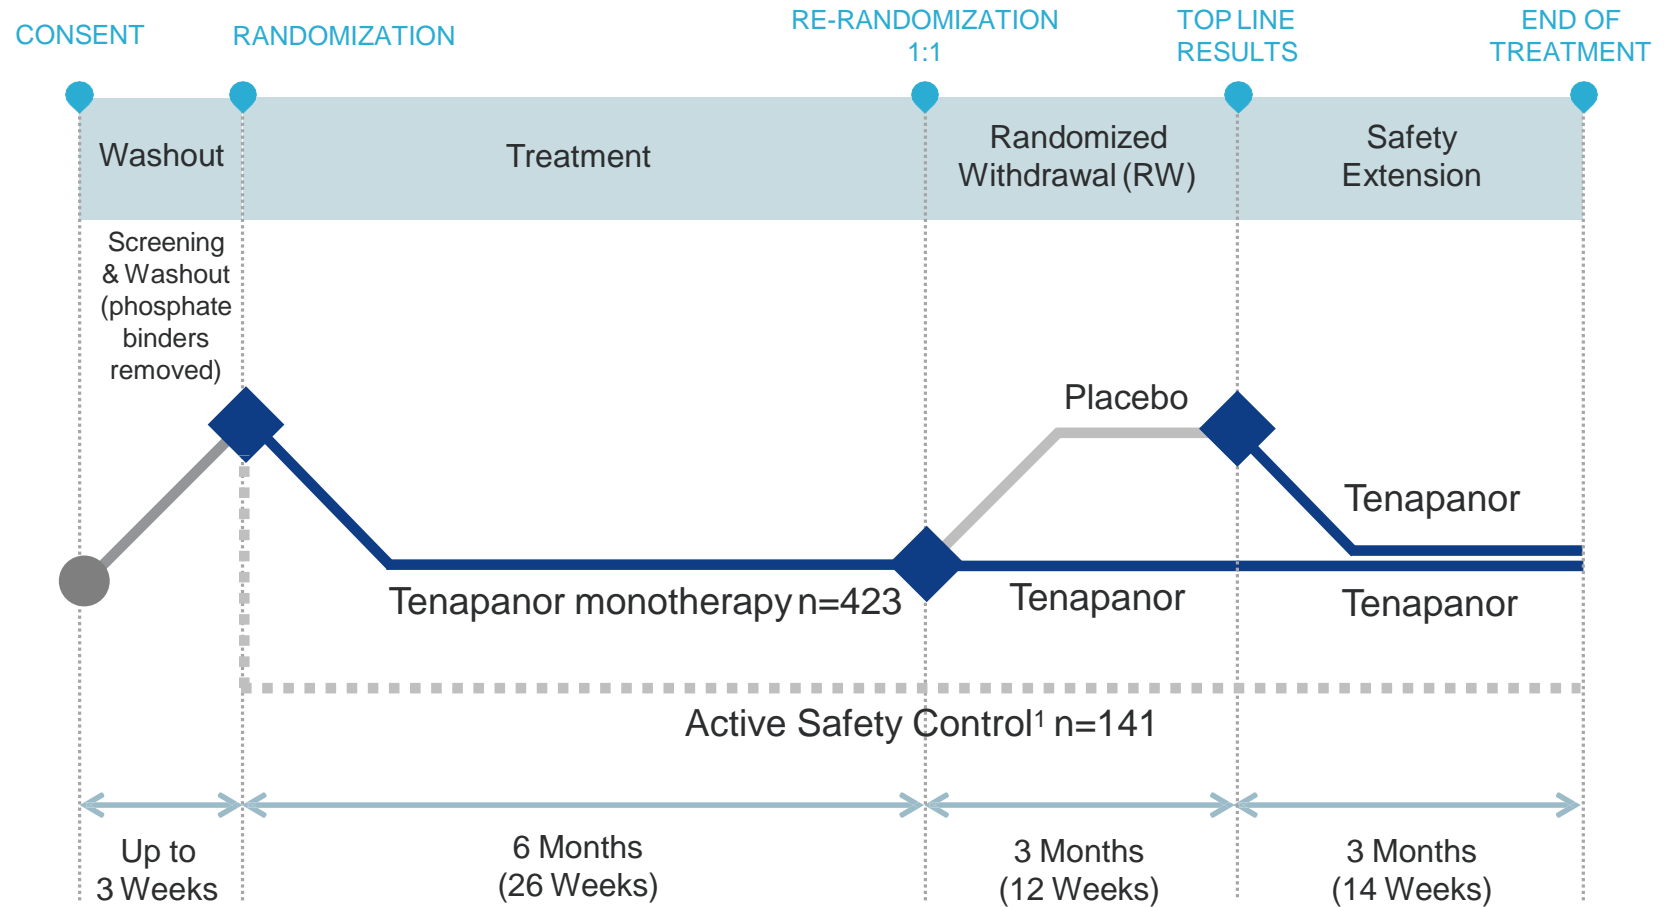 CONSENT
RANDOMIZATION
RE-RANDOMIZATION
1:1
TOP LINE
RESULTS
END OF
TREATMENT
Washout
Treatment
Randomized
Withdrawal (RW)
Safety
Extension
Screening
& Washout
(phosphate
binders
removed)
Placebo
Tenapanor
Tenapanor monotherapy n=423
Tenapanor
Tenapanor
Active Safety Control¹ n=141
Up to
3 Weeks
6 Months
(26 Weeks)
3 Months
(12 Weeks)
3 Months
(14 Weeks)